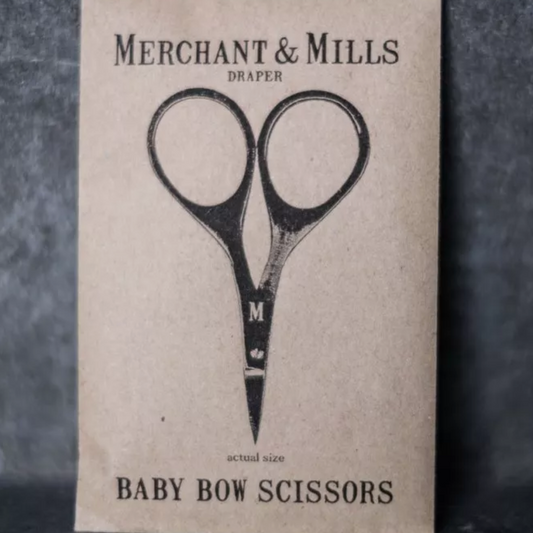 MERCHANT & MILLS
DRAPER
M
actual size
BABY BOW SCISSORS